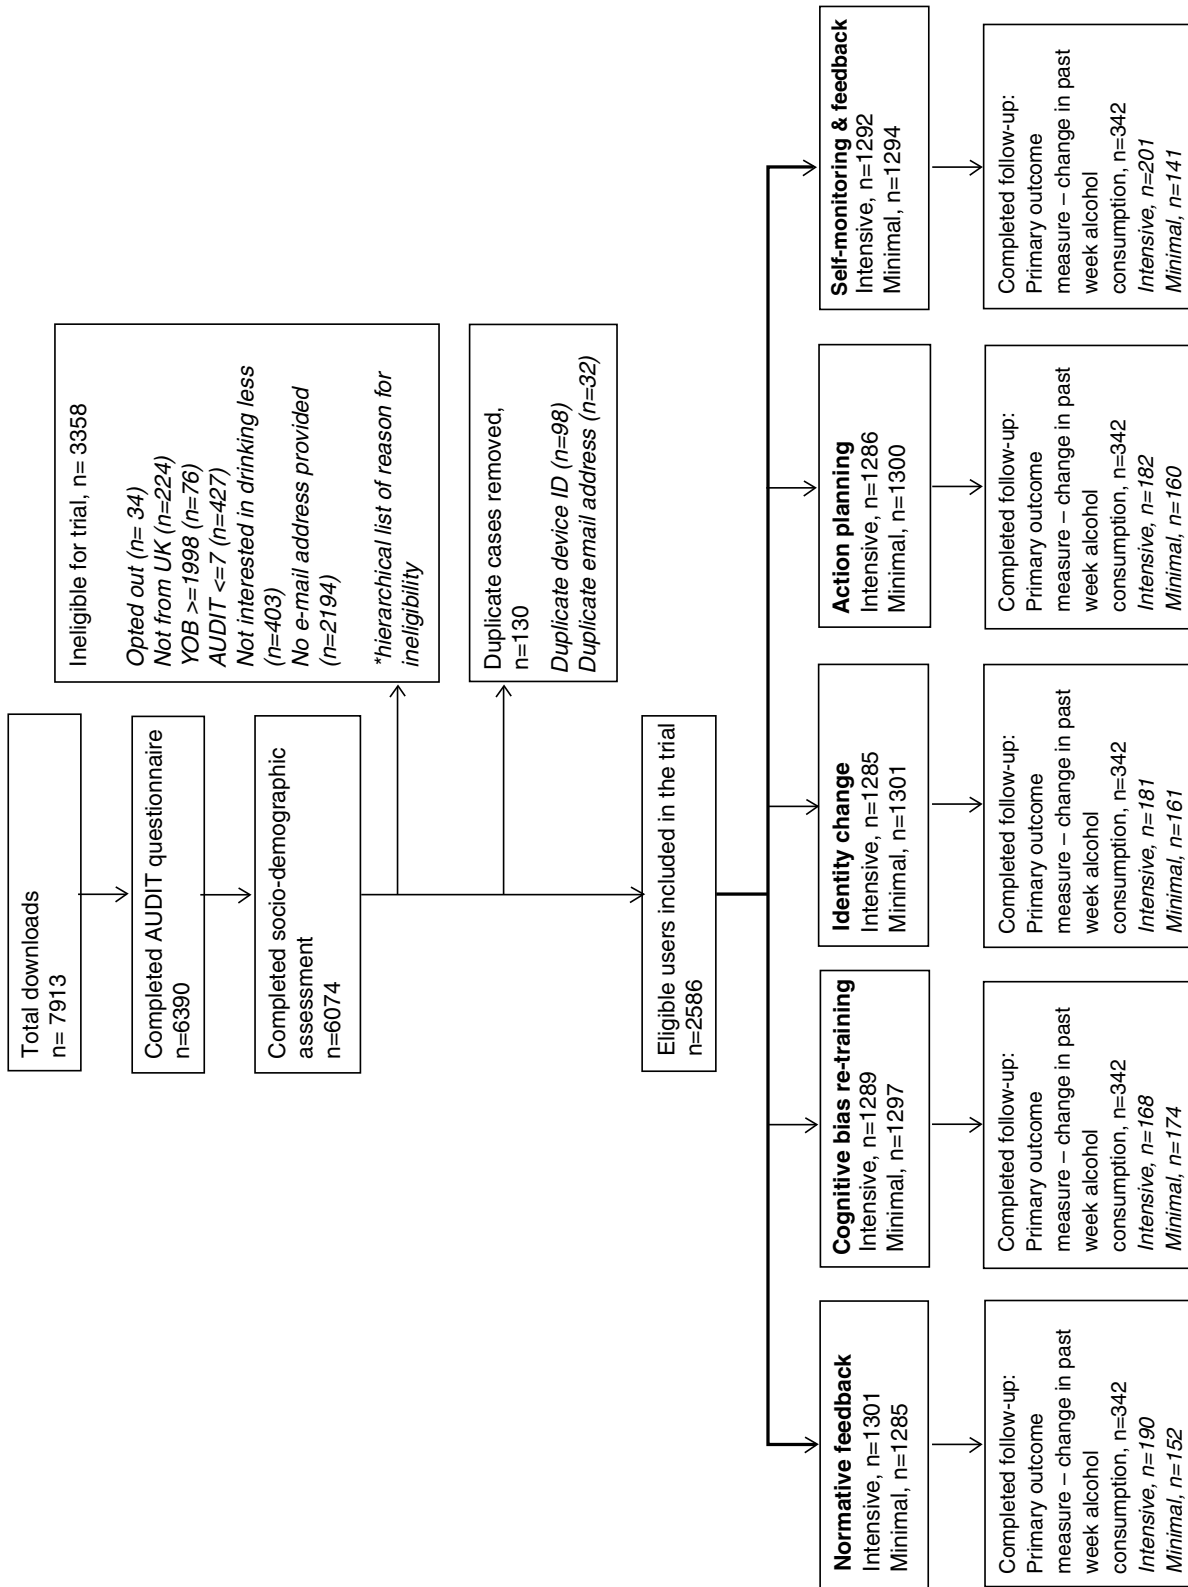 Total downloads
n= 7913
Completed AUDIT questionnaire
n=6390
Completed socio-demographic
assessment
n=6074
Ineligible for trial, n= 3358
Opted out (n= 34)
Not from UK (n=224)
YOB >=1998 (n=76)
AUDIT <=7 (n=427)
Not interested in drinking less
(n=403)
No e-mail address provided
(n=2194)
*hierarchical list of reason for
ineligibility
Duplicate cases removed,
n=130
Duplicate device ID (n=98)
Duplicate email address (n=32)
Eligible users included in the trial
n=2586
Normative feedback
Intensive, n=1301
Minimal, n=1285
Cognitive bias re-training
Intensive, n=1289
Minimal, n=1297
Identity change
Intensive, n=1285
Minimal, n=1301
Action planning
Intensive, n=1286
Minimal, n=1300
Self-monitoring & feedback
Intensive, n=1292
Minimal, n=1294
Completed follow-up:
Primary outcome
measure – change in past
week alcohol
consumption, n=342
Intensive, n=190
Minimal, n=152
Completed follow-up:
Primary outcome
measure – change in past
week alcohol
consumption, n=342
Intensive, n=168
Minimal, n=174
Completed follow-up:
Primary outcome
measure – change in past
week alcohol
consumption, n=342
Intensive, n=181
Minimal, n=161
Completed follow-up:
Primary outcome
measure – change in past
week alcohol
consumption, n=342
Intensive, n=182
Minimal, n=160
Completed follow-up:
Primary outcome
measure – change in past
week alcohol
consumption, n=342
Intensive, n=201
Minimal, n=141